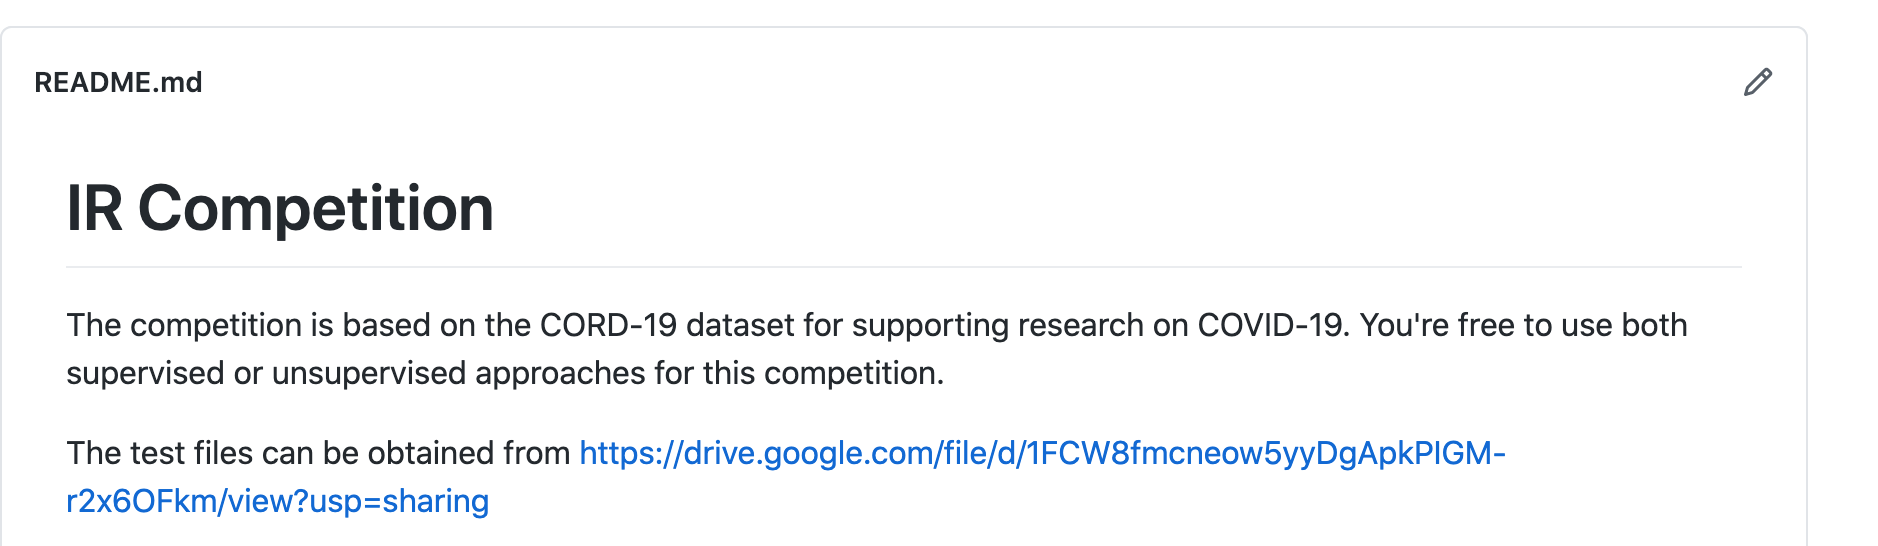 README.md
IR Competition
The competition is based on the CORD-19 dataset for supporting research on COVID-19. You're free to use both
supervised or unsupervised approaches for this competition.
The test files can be obtained from https://drive.google.com/file/d/1FCW8fmcneow5yyDgApkPIGM-
r2x6OFkm/view?usp=sharing